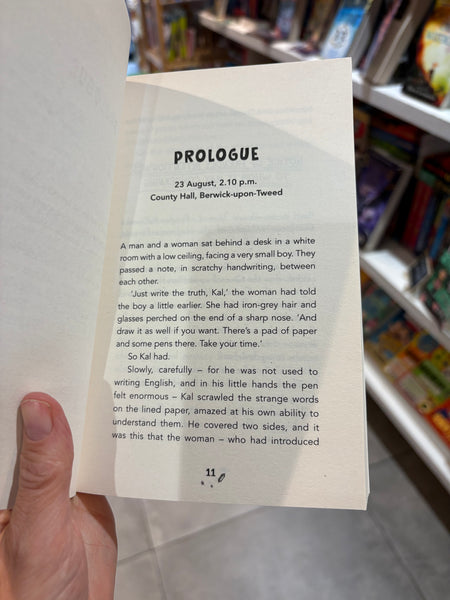 PROLOGUE
23 August, 2.10 p.m.
County Hall, Berwick-upon-Tweed
A man and a woman sat behind a desk in a white
room with a low ceiling, facing a very small boy. They
passed a note, in scratchy handwriting, between
each other.
‘Just write the truth, Kal,’ the woman had told
the boy a little earlier. She had iron-grey hair and
glasses perched on the end of a sharp nose. ‘And
draw it as well if you want. There’s a pad of paper
and some pens there. Take your time.’
So Kal had.
Slowly, carefully – for he was not used to
writing English, and in his little hands the pen
felt enormous – Kal scrawled the strange words
on the lined paper, amazed at his own ability to
understand them. He covered two sides, and it
was this that the woman – who had introduced
11